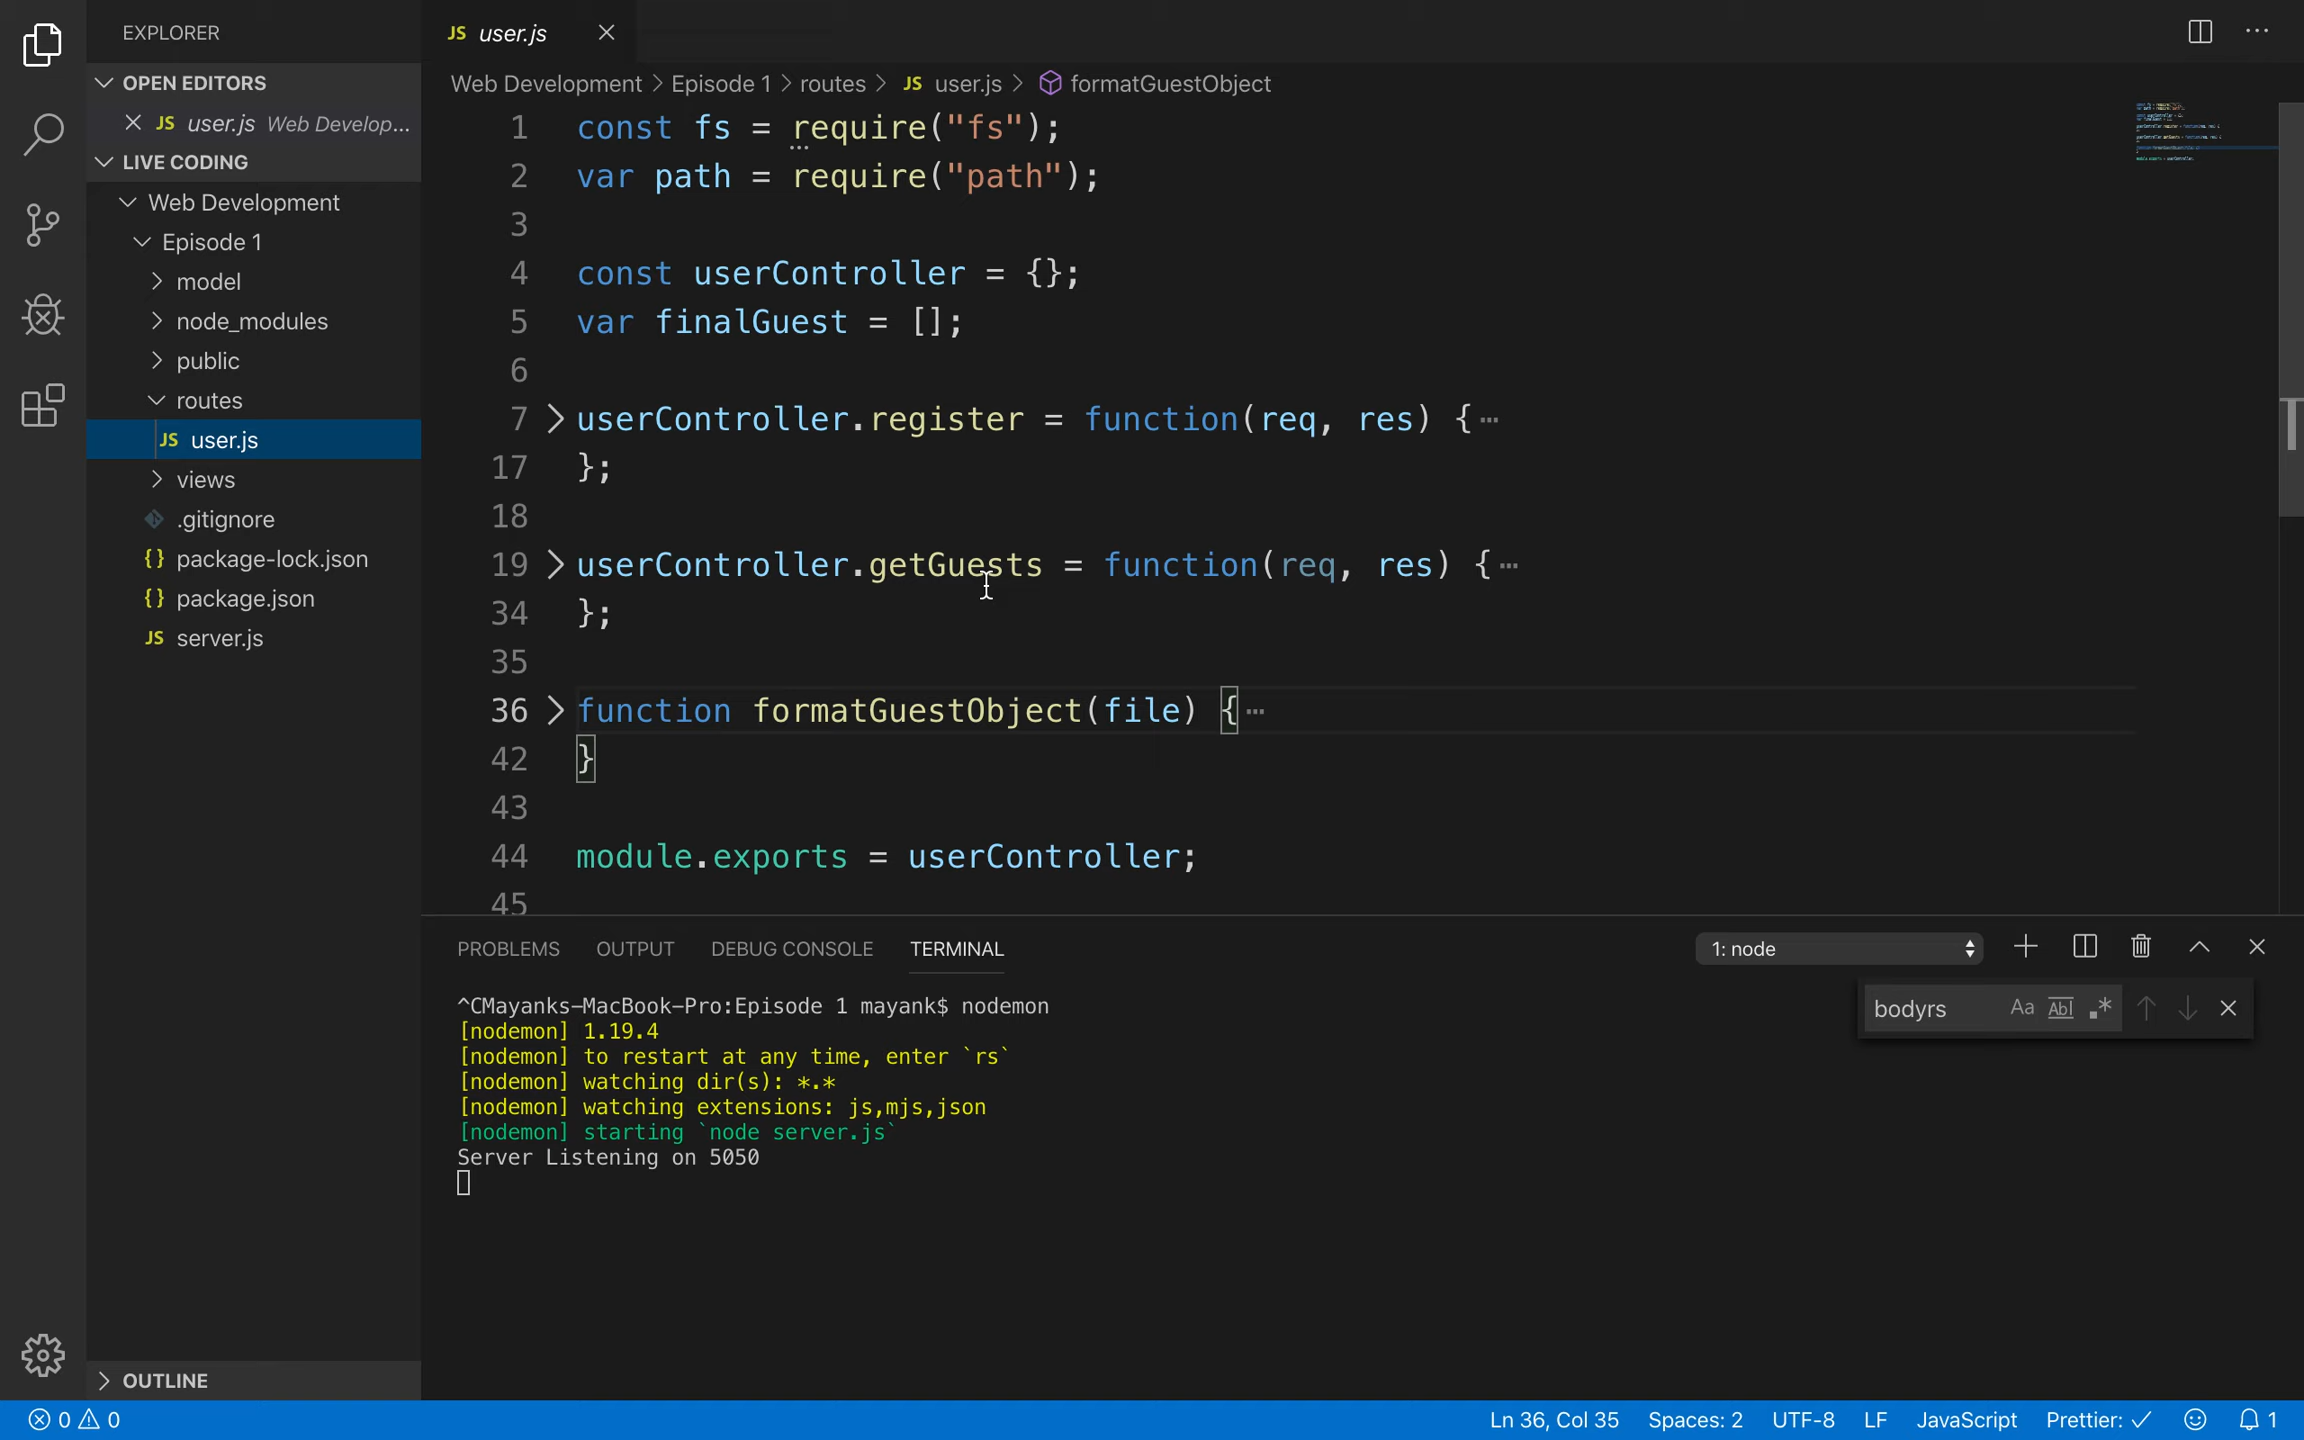 EXPLORER
OPEN EDITORS
JS user.js Web Develop...
LIVE CODING
Web Development
Episode 1
model
node_modules
public
routes
JS user.js
views
.gitignore
{} package-lock.json
{} package.json
JS server.js
OUTLINE
JS user.js
Web Development > Episode 1 > routes > JS user.js > formatGuestObject
1 const fs = require("fs");
2 var path = require("path");
3
4 const userController = {};
5 var finalGuest = [];
6
7 userController.register = function(req, res) {…
17 };
18
19 userController.getGuests = function(req, res) {…
34 };
35
36 function formatGuestObject(file) {…
42 }
43
44 module.exports = userController;
45
PROBLEMS OUTPUT DEBUG CONSOLE TERMINAL
1: node
bodyrs Aa Abl .*
^CMayanks-MacBook-Pro:Episode 1 mayank$ nodemon
[nodemon] 1.19.4
[nodemon] to restart at any time, enter `rs`
[nodemon] watching dir(s): *.*
[nodemon] watching extensions: js,mjs,json
[nodemon] starting `node server.js`
Server Listening on 5050
0 0
Ln 36, Col 35 Spaces: 2 UTF-8 LF JavaScript Prettier: ✓ 1